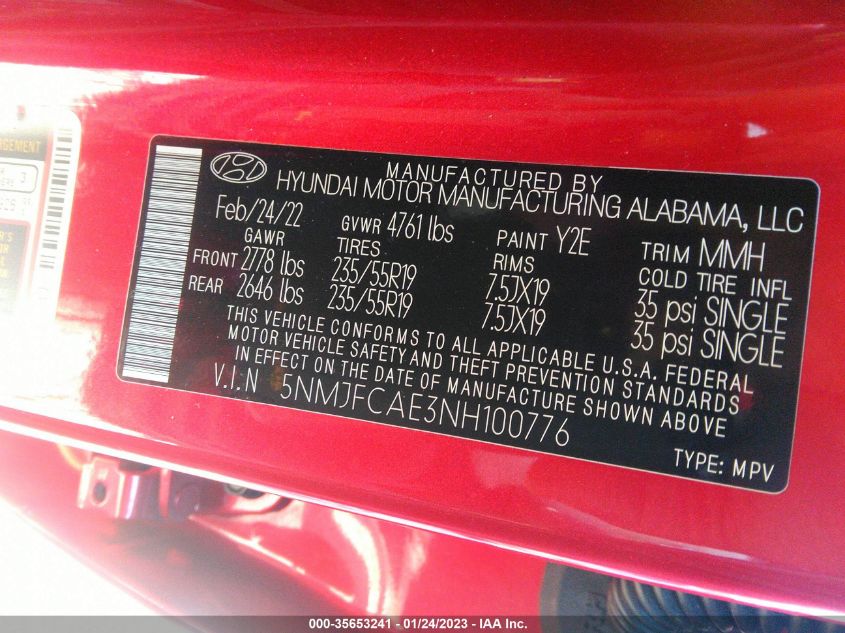 MANUFACTURED BY
HYUNDAI MOTOR MANUFACTURING ALABAMA, LLC
Feb/24/22 GVWR 4761 lbs PAINT Y2E TRIM MMH
GAWR TIRES RIMS COLD TIRE INFL
FRONT 2778 lbs 235/55R19 7.5JX19 35 psi SINGLE
REAR 2646 lbs 235/55R19 7.5JX19 35 psi SINGLE
THIS VEHICLE CONFORMS TO ALL APPLICABLE U.S.A. FEDERAL
MOTOR VEHICLE SAFETY AND THEFT PREVENTION STANDARDS
IN EFFECT ON THE DATE OF MANUFACTURE SHOWN ABOVE
V.I.N 5NMJFCAE3NH100776
TYPE: MPV
3
000-35653241 - 01/24/2023 - IAA Inc.